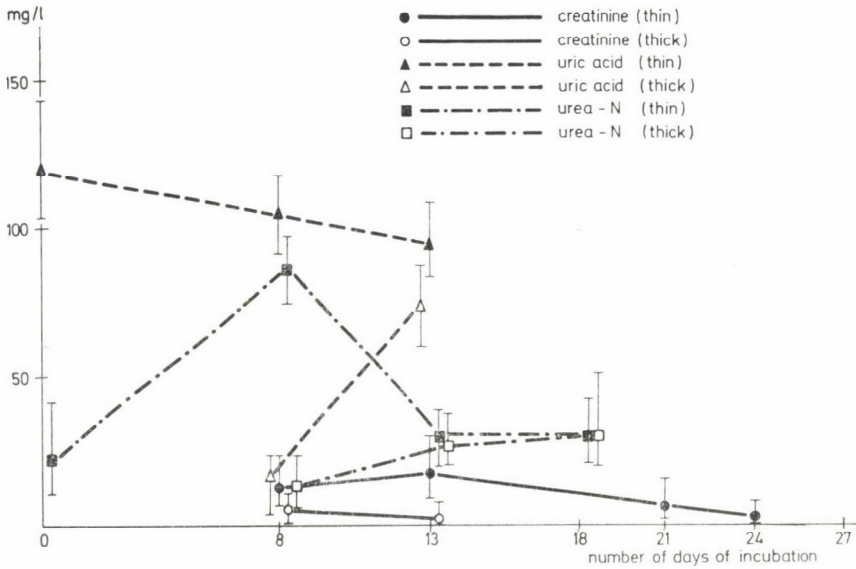 mg/l
creatinine (thin)
creatinine (thick)
uric acid (thin)
uric acid (thick)
urea - N (thin)
urea - N (thick)
150
100
50
0 8 13 18 21 24 27
number of days of incubation